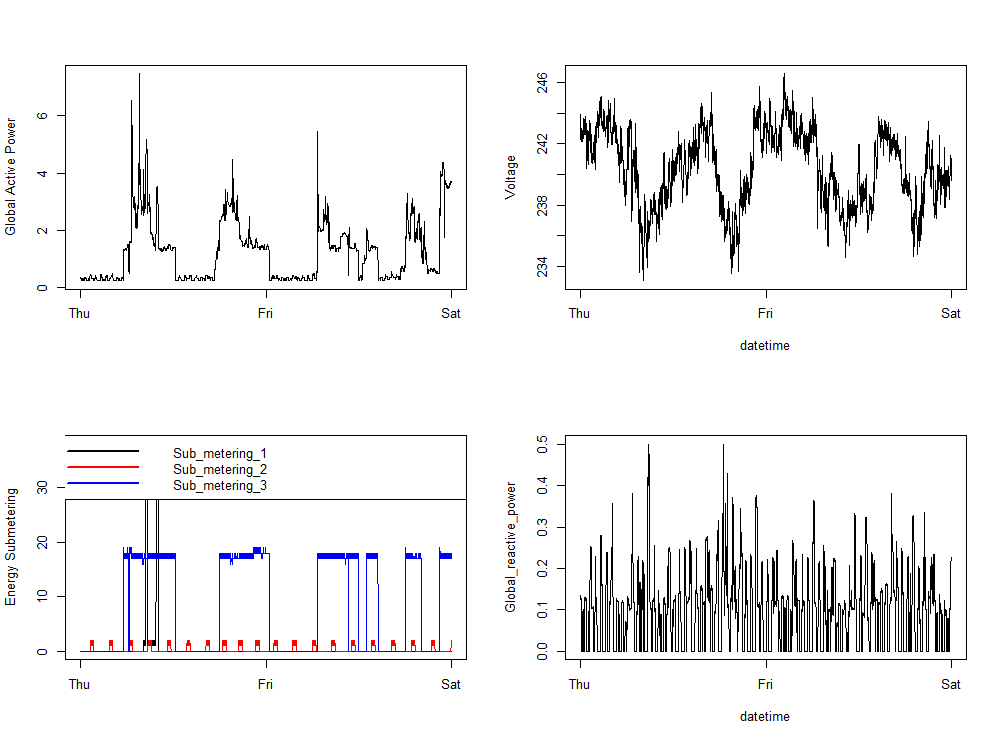 Global Active Power
6
4
2
0
Thu
Fri
Sat
Voltage
246
242
238
234
Thu
Fri
Sat
datetime
Energy Submetering
30
20
10
0
Sub_metering_1
Sub_metering_2
Sub_metering_3
Thu
Fri
Sat
Global_reactive_power
0.5
0.4
0.3
0.2
0.1
0.0
Thu
Fri
Sat
datetime